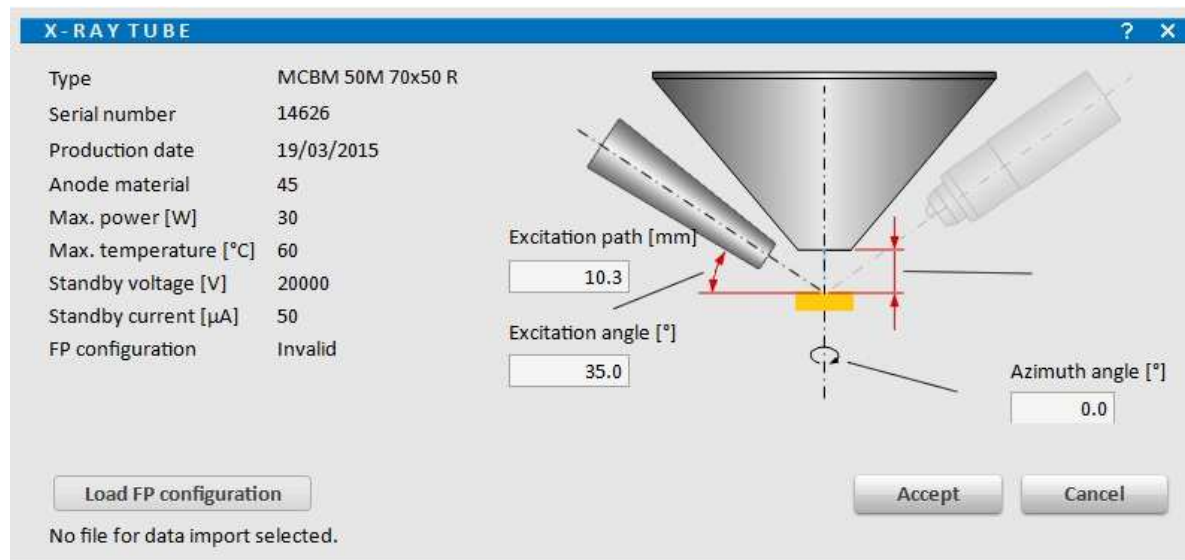 X-RAY TUBE ? ×
Type MCBM 50M 70x50 R
Serial number 14626
Production date 19/03/2015
Anode material 45
Max. power [W] 30
Max. temperature [°C] 60
Standby voltage [V] 20000
Standby current [µA] 50
FP configuration Invalid
Excitation path [mm]
10.3
Excitation angle [°]
35.0
Azimuth angle [°]
0.0
Load FP configuration
Accept
Cancel
No file for data import selected.